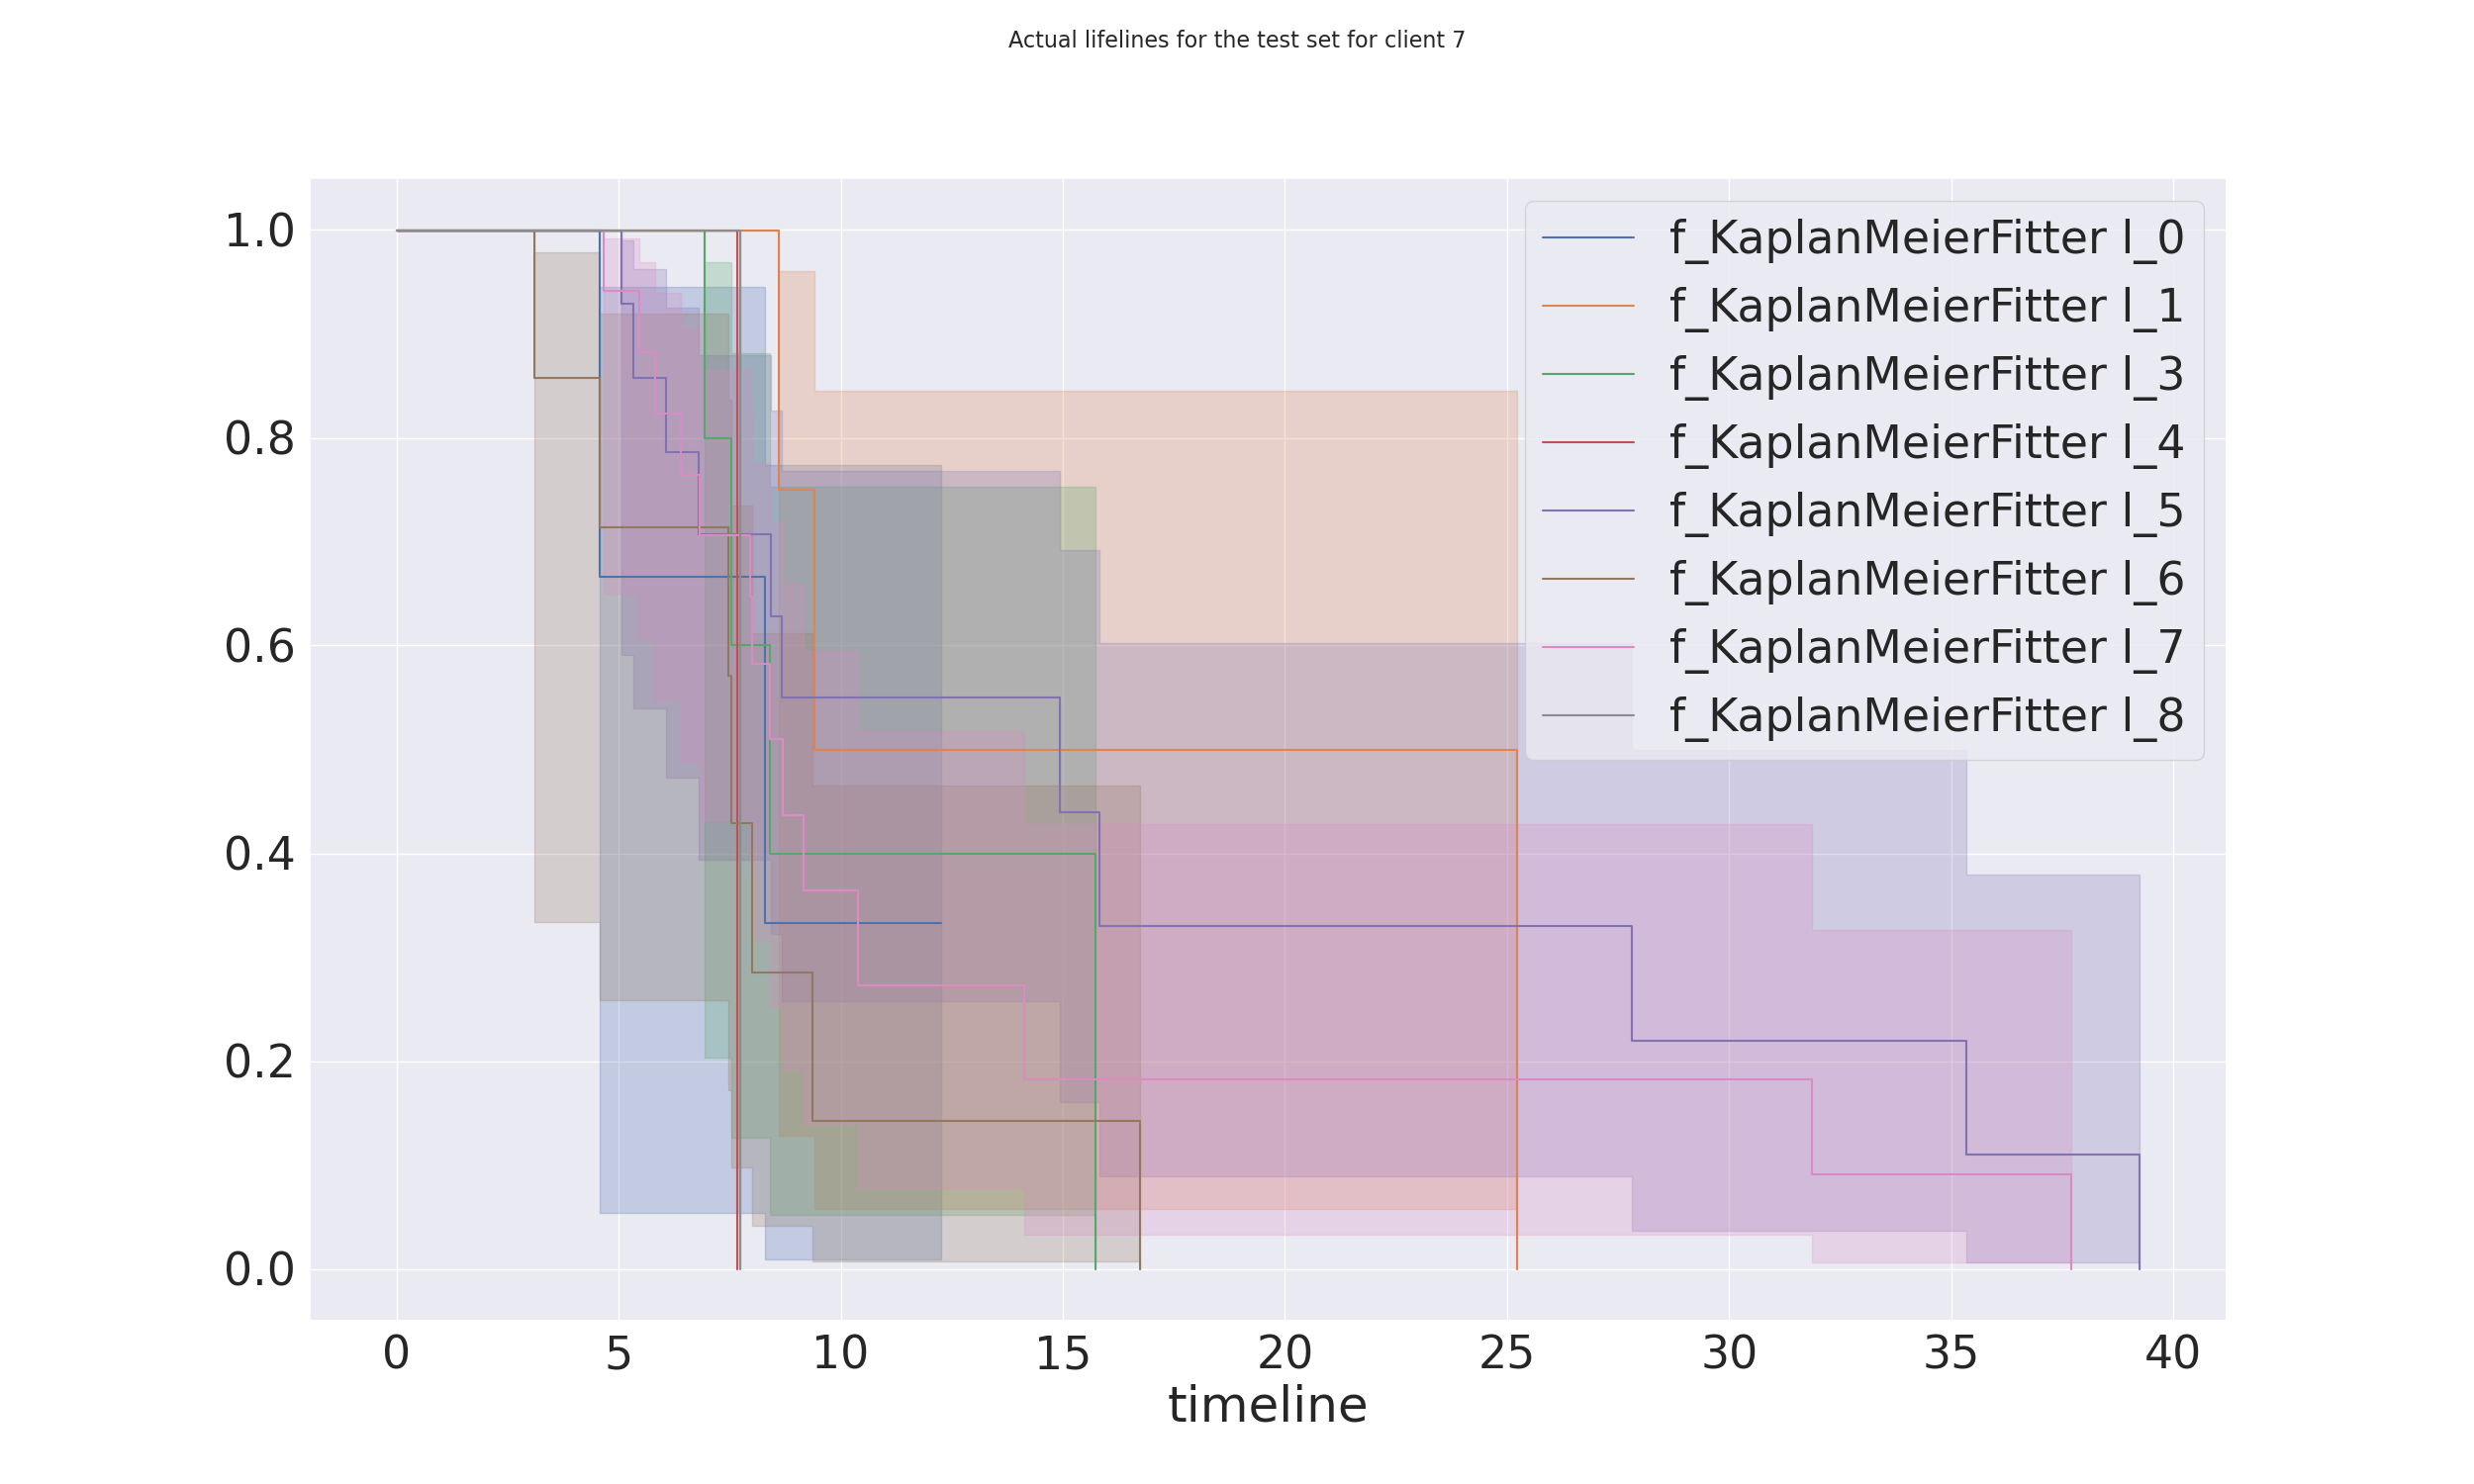 Actual lifelines for the test set for client 7
1.0
0.8
0.6
0.4
0.2
0.0
f_KaplanMeierFitter l_0
f_KaplanMeierFitter l_1
f_KaplanMeierFitter l_3
f_KaplanMeierFitter l_4
f_KaplanMeierFitter l_5
f_KaplanMeierFitter l_6
f_KaplanMeierFitter l_7
f_KaplanMeierFitter l_8
0 5 10 15 20 25 30 35 40
timeline